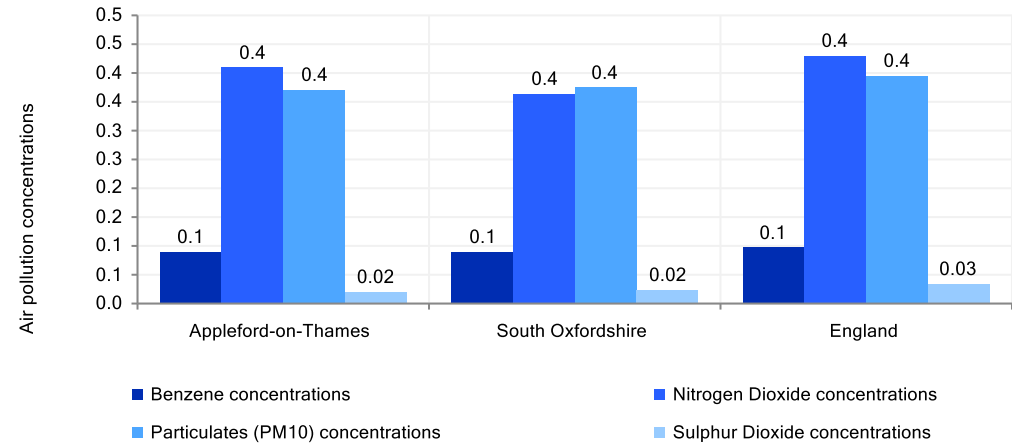 Air pollution concentrations
0.5
0.5
0.4
0.4
0.3
0.3
0.2
0.2
0.1
0.1
0.0
0.1
0.4
0.4
0.02
0.1
0.4
0.4
0.02
0.1
0.4
0.4
0.03
Appleford-on-Thames
South Oxfordshire
England
Benzene concentrations
Nitrogen Dioxide concentrations
Particulates (PM10) concentrations
Sulphur Dioxide concentrations